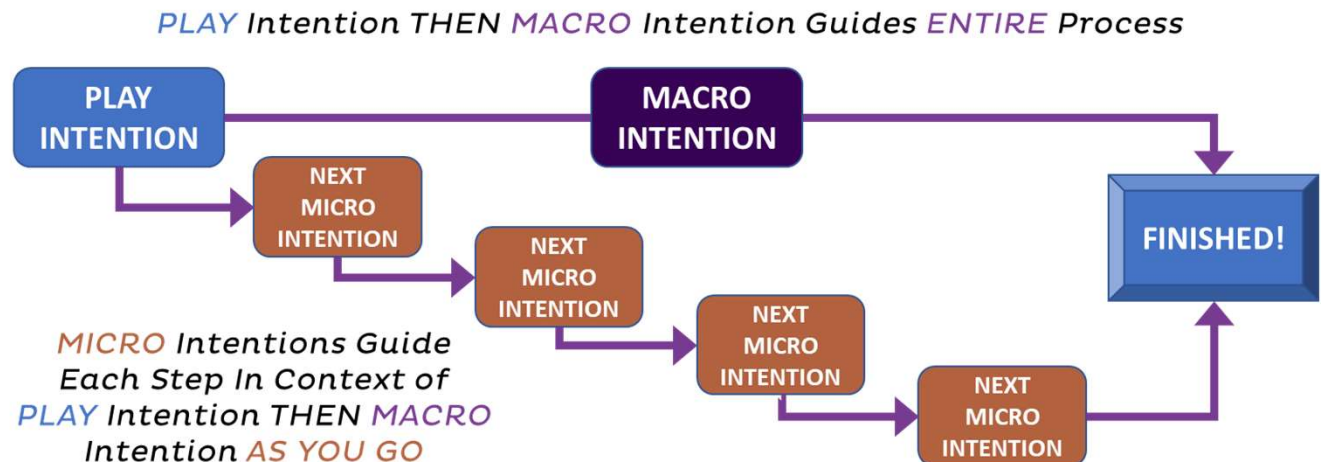 PLAY Intention THEN MACRO Intention Guides ENTIRE Process
PLAY
INTENTION
MACRO
INTENTION
NEXT
MICRO
INTENTION
NEXT
MICRO
INTENTION
NEXT
MICRO
INTENTION
NEXT
MICRO
INTENTION
FINISHED!
MICRO Intentions Guide
Each Step In Context of
PLAY Intention THEN MACRO
Intention AS YOU GO